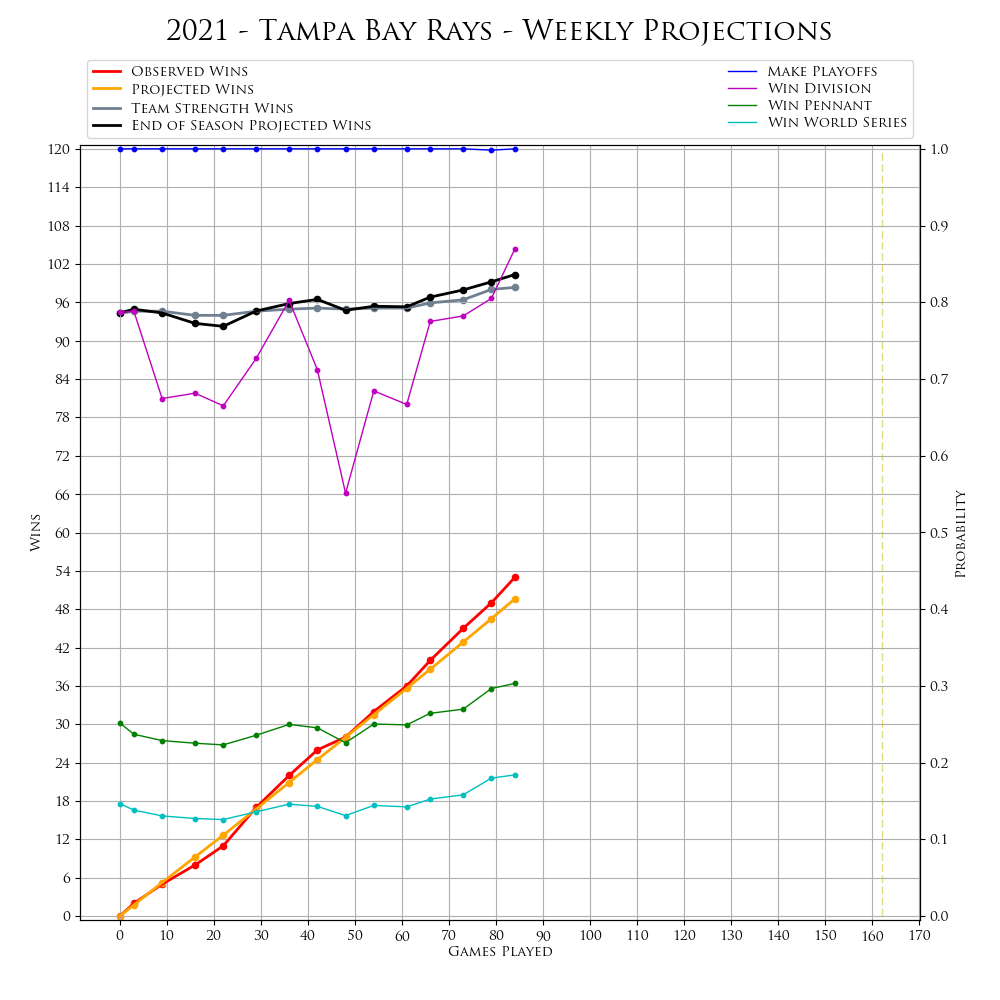 2021 - Tampa Bay Rays - Weekly Projections
Observed Wins
Projected Wins
Team Strength Wins
End of Season Projected Wins
Make Playoffs
Win Division
Win Pennant
Win World Series
120
114
108
102
96
90
84
78
72
66
60
54
48
42
36
30
24
18
12
6
0
Wins
1.0
0.9
0.8
0.7
0.6
0.5
0.4
0.3
0.2
0.1
0.0
Probability
0 10 20 30 40 50 60 70 80 90 100 110 120 130 140 150 160 170
Games Played